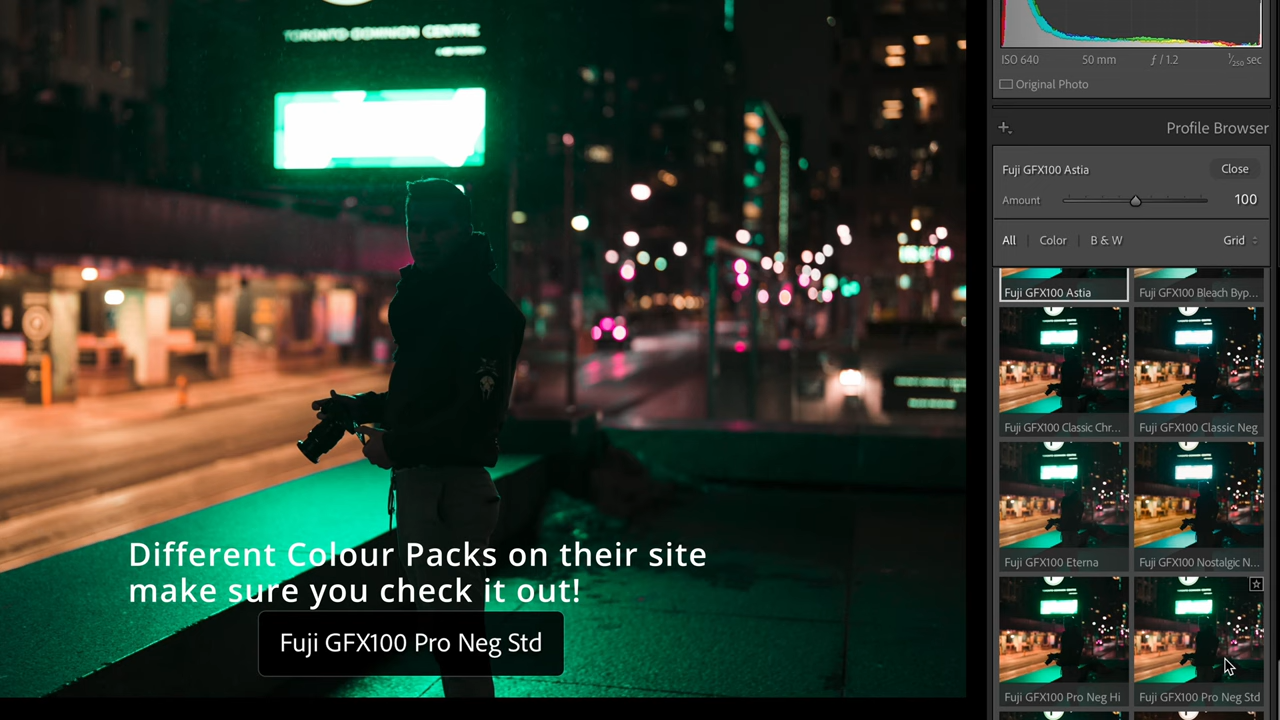 TORONTO DOMINION CENTRE
Different Colour Packs on their site
make sure you check it out!
Fuji GFX100 Pro Neg Std
ISO 640
50 mm
ƒ / 1.2
1/250 sec
Original Photo
Profile Browser
Fuji GFX100 Astia
Close
Amount
100
All
Color
B & W
Grid
Fuji GFX100 Astia
Fuji GFX100 Bleach Byp...
Fuji GFX100 Classic Chr...
Fuji GFX100 Classic Neg
Fuji GFX100 Eterna
Fuji GFX100 Nostalgic N...
Fuji GFX100 Pro Neg Hi
Fuji GFX100 Pro Neg Std